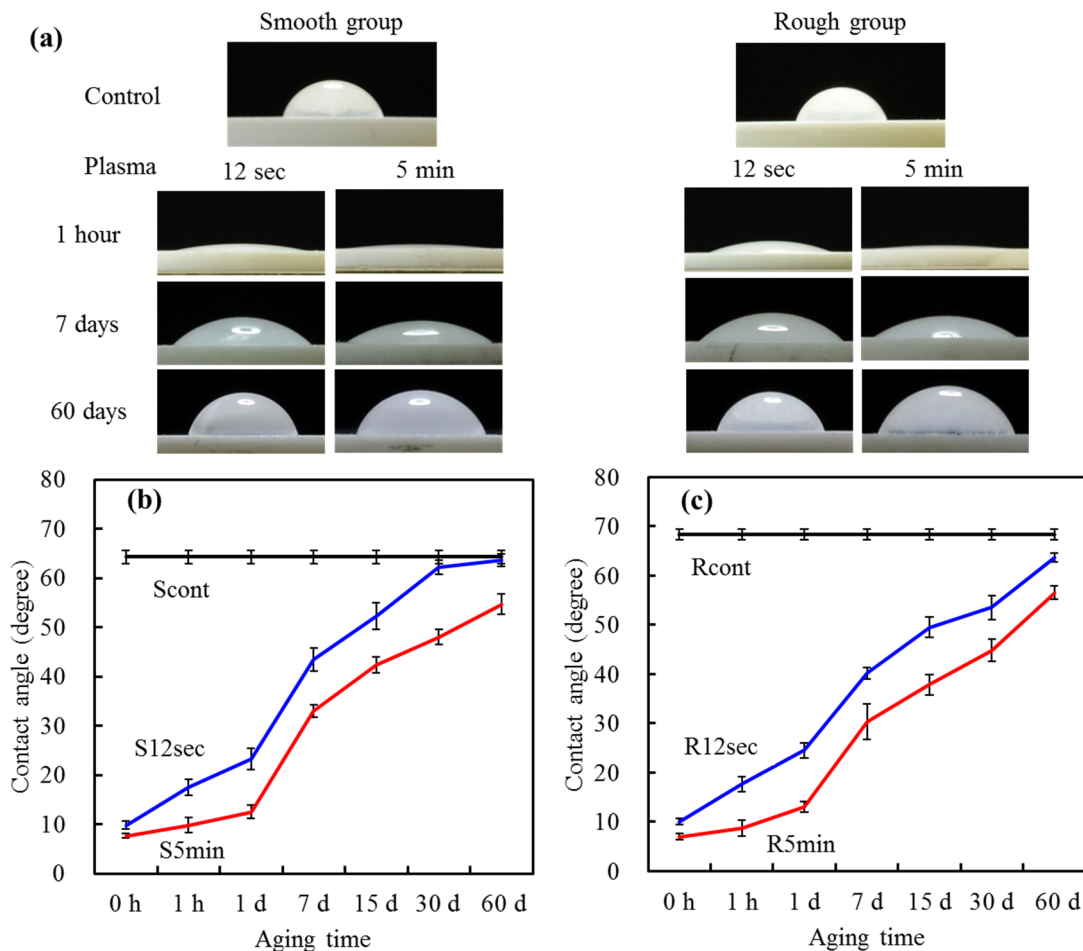 (a)
Smooth group
Rough group
Control
Plasma
12 sec
5 min
12 sec
5 min
1 hour
7 days
60 days
(b)
Contact angle (degree)
80
70
60
50
40
30
20
10
0
Scont
S12sec
S5min
0 h 1 h 1 d 7 d 15 d 30 d 60 d
Aging time
(c)
Contact angle (degree)
80
70
60
50
40
30
20
10
0
Rcont
R12sec
R5min
0 h 1 h 1 d 7 d 15 d 30 d 60 d
Aging time